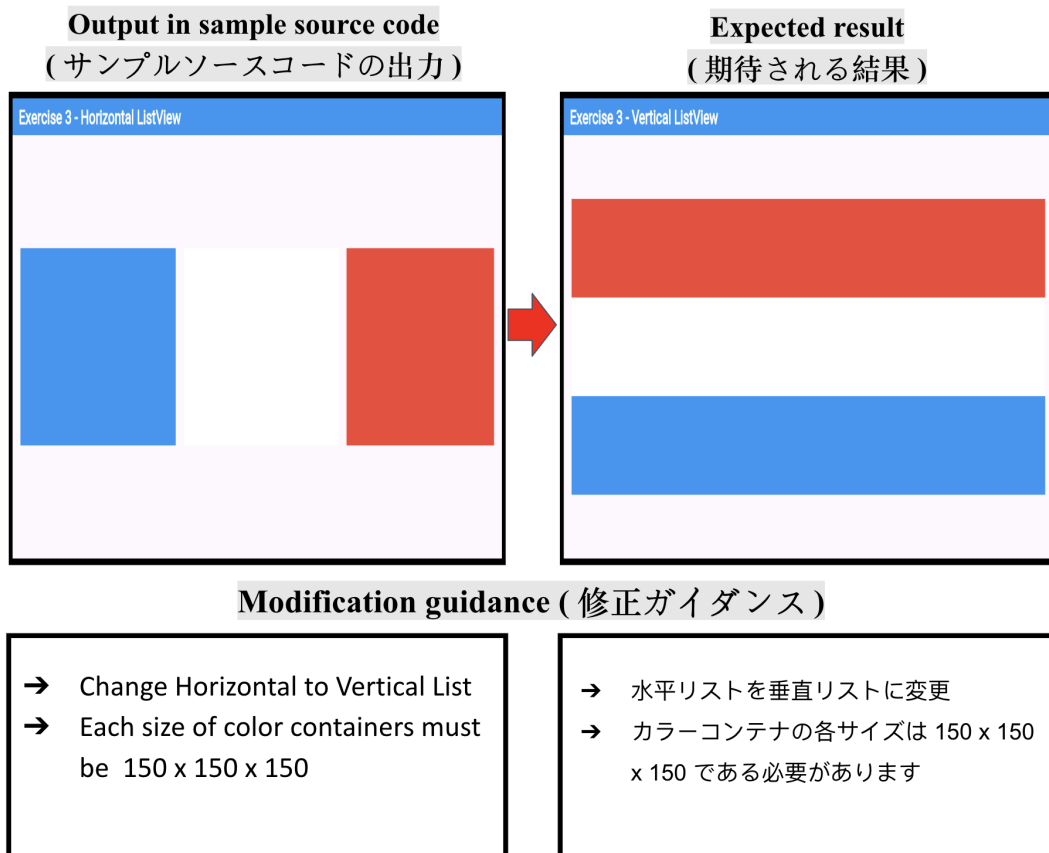 Output in sample source code
( サンプルソースコードの出力 )
Expected result
( 期待される結果 )
Exercise 3 - Horizontal ListView
Exercise 3 - Vertical ListView
Modification guidance ( 修正ガイダンス )
➔ Change Horizontal to Vertical List
➔ Each size of color containers must
be 150 x 150 x 150
➔ 水平リストを垂直リストに変更
➔ カラーコンテナの各サイズは 150 x 150
x 150 である必要があります